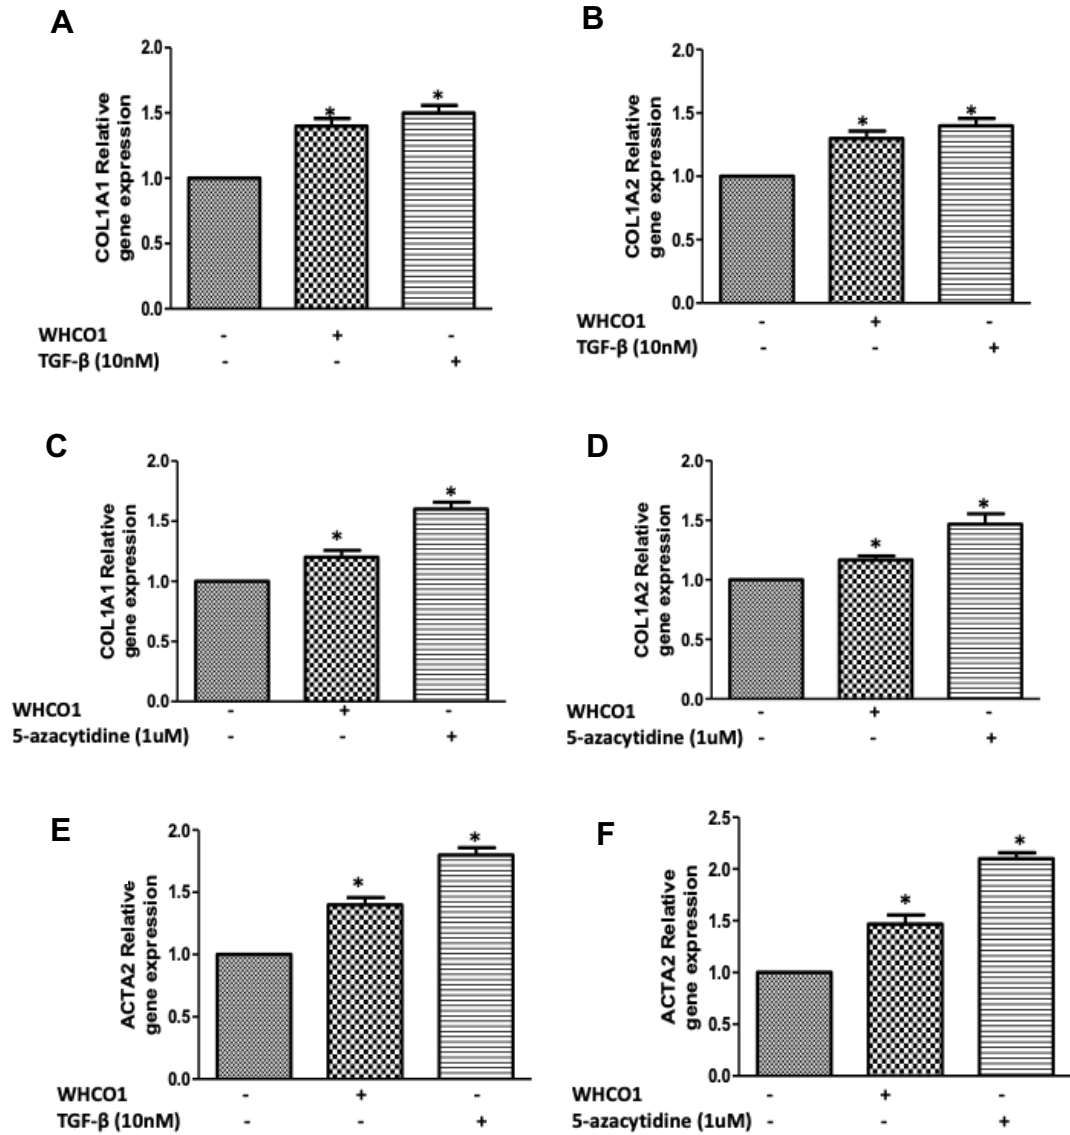 A
2.0
1.5
1.0
0.5
0.0
COL1A1 Relative
gene expression
* *
WHCO1 - + -
TGF-β (10nM) - - +
B
2.0
1.5
1.0
0.5
0.0
COL1A2 Relative
gene expression
* *
WHCO1 - + -
TGF-β (10nM) - - +
C
2.0
1.5
1.0
0.5
0.0
COL1A1 Relative
gene expression
* *
WHCO1 - + -
5-azacytidine (1uM) - - +
D
2.0
1.5
1.0
0.5
0.0
COL1A2 Relative
gene expression
* *
WHCO1 - + -
5-azacytidine (1uM) - - +
E
2.0
1.5
1.0
0.5
0.0
ACTA2 Relative
gene expression
* *
WHCO1 - + -
TGF-β (10nM) - - +
F
2.5
2.0
1.5
1.0
0.5
0.0
ACTA2 Relative
gene expression
* *
WHCO1 - + -
5-azacytidine (1uM) - - +